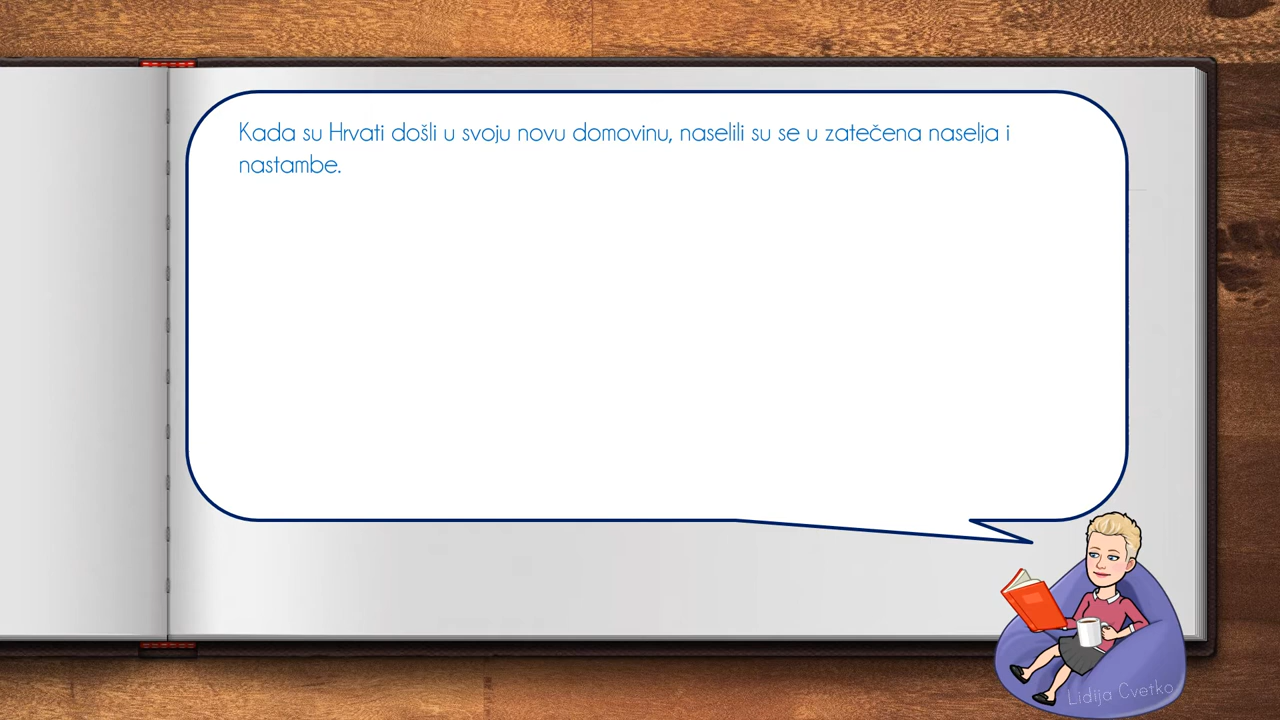 Kada su Hrvati došli u svoju novu domovinu, naselili su se u zatečena naselja i
nastambe.
Lidija Cvetko